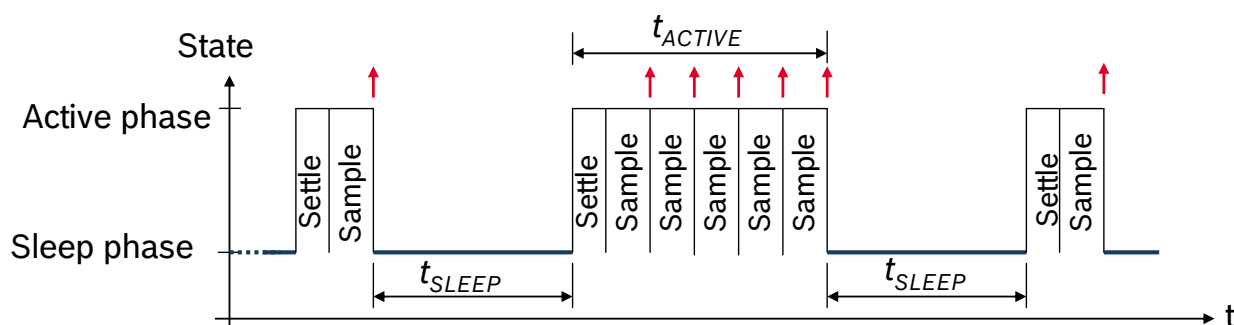 t_ACTIVE
State
Active phase
Settle
Sample
Settle
Sample
Sample
Sample
Sample
Sample
Settle
Sample
Sleep phase
t_SLEEP
t_SLEEP
t